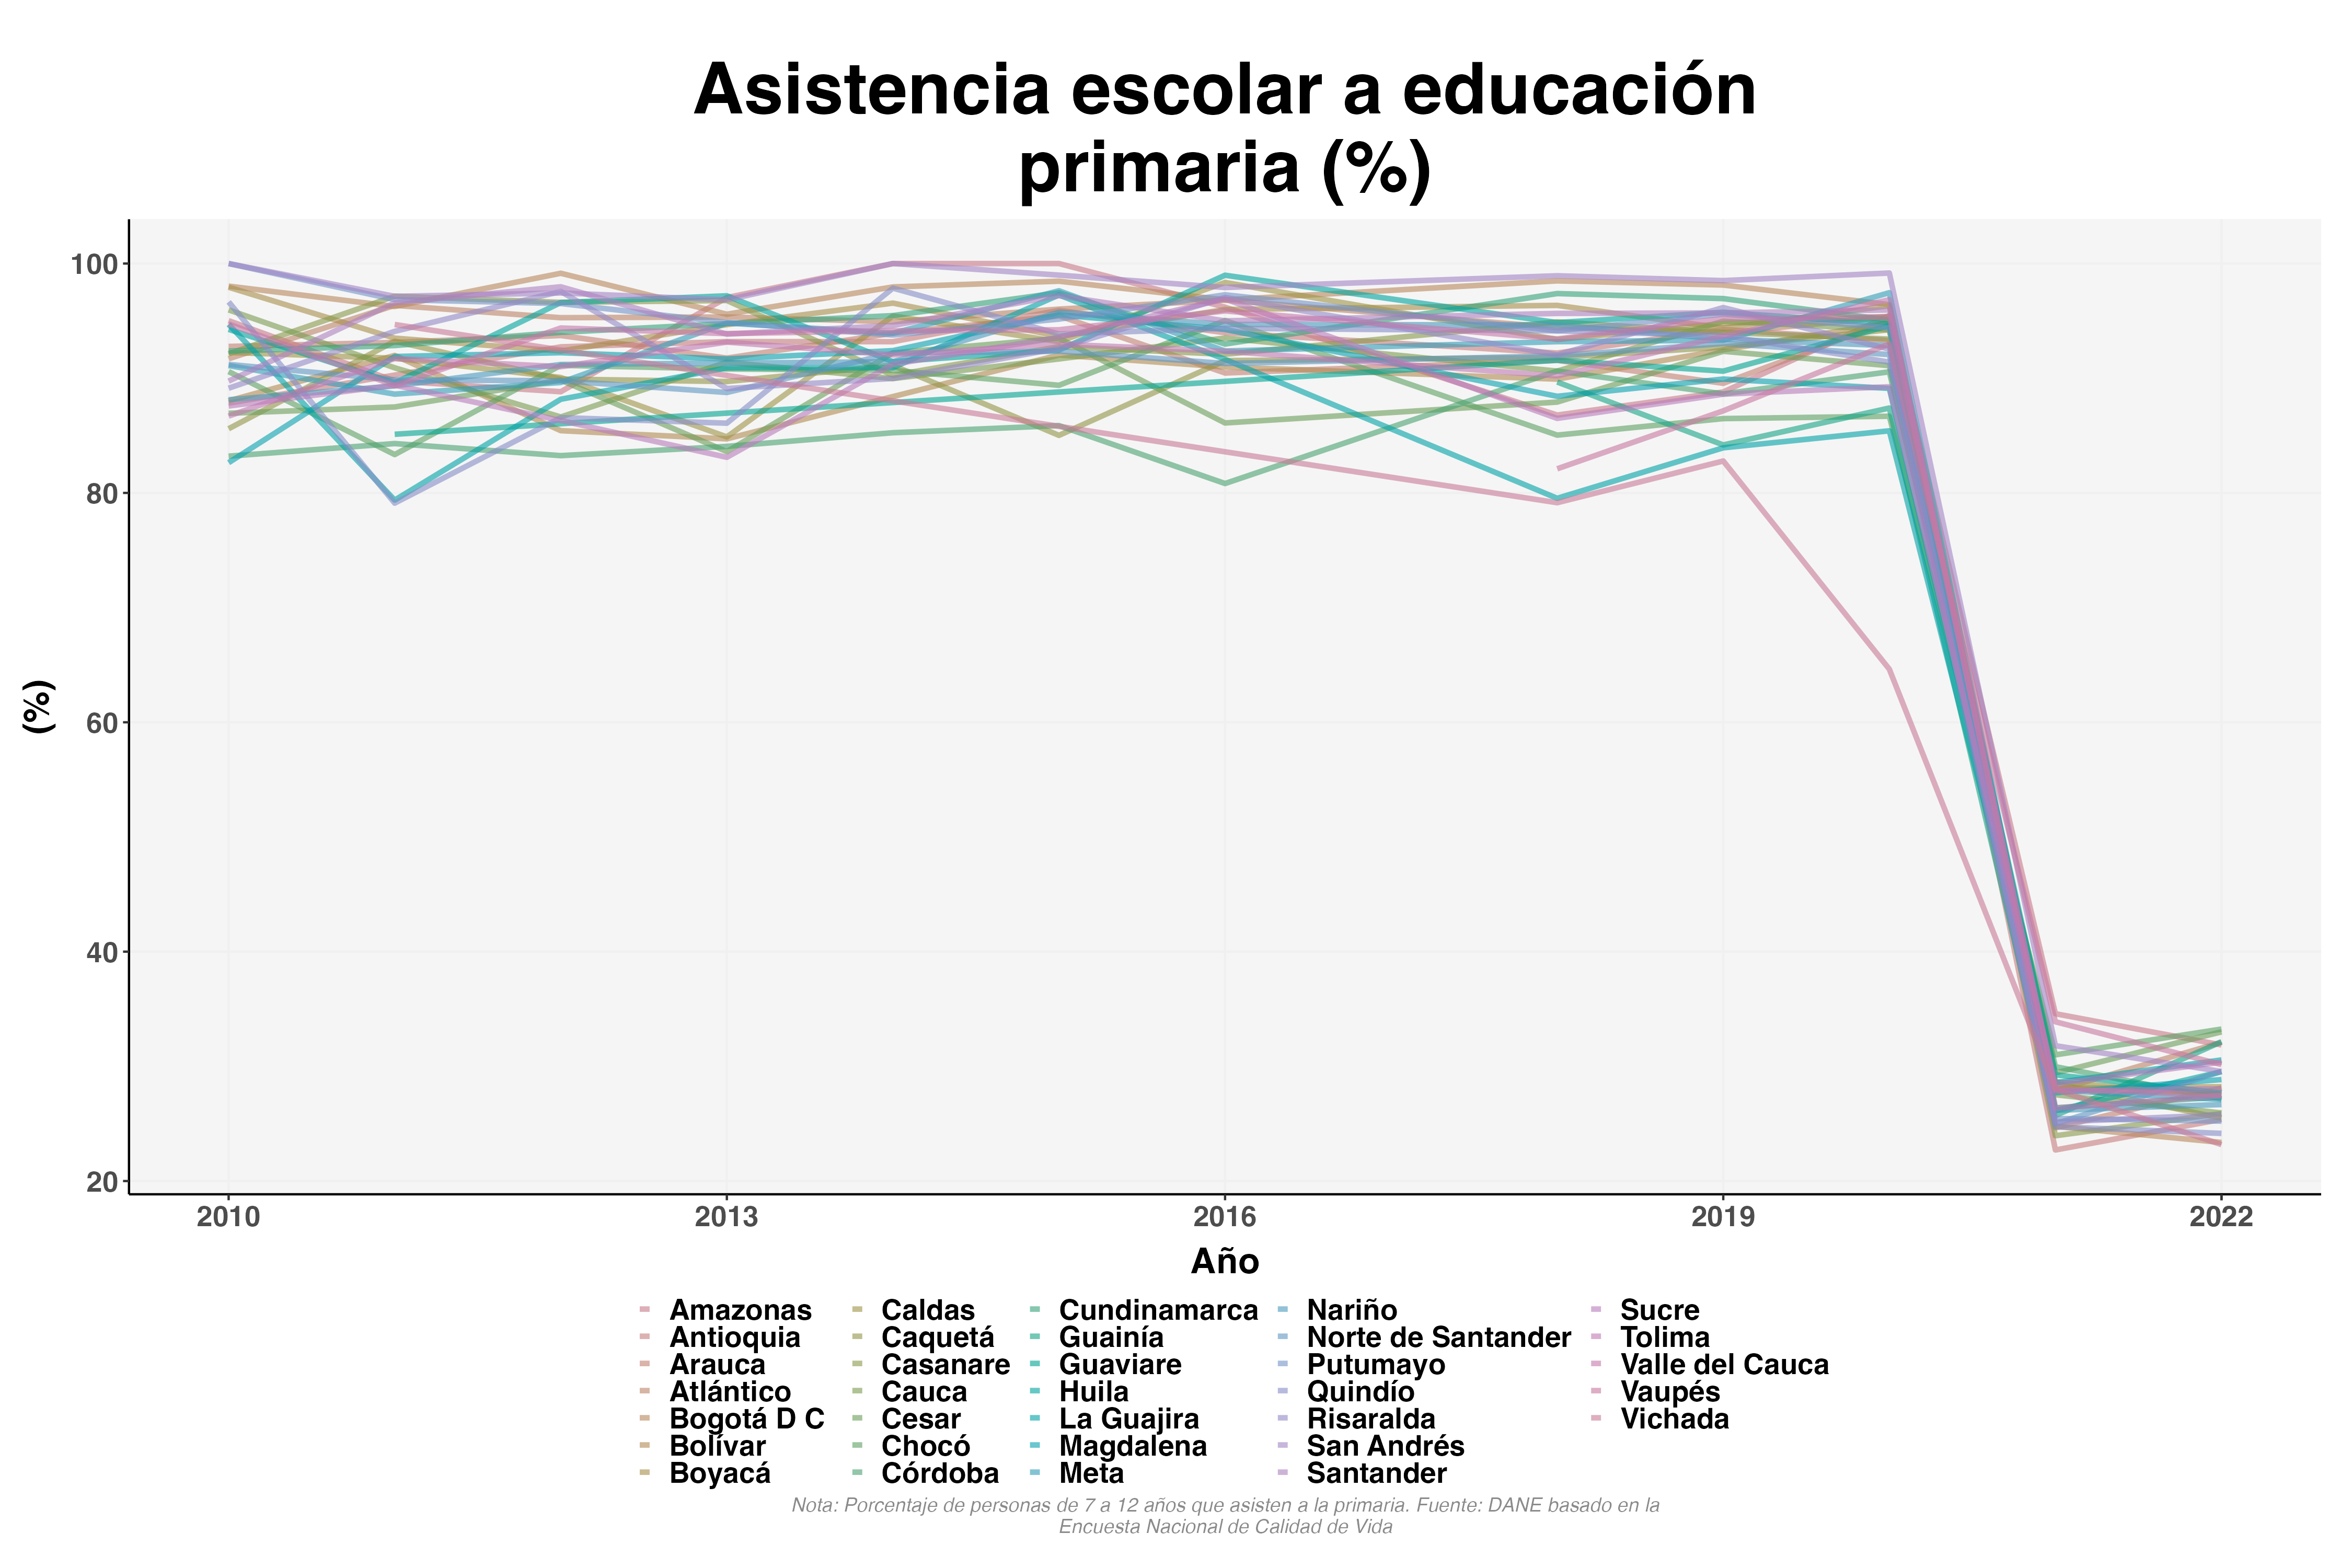 Asistencia escolar a educación
primaria (%)
(%)
100
80
60
40
20
2010 2013 2016 2019 2022
Año
Amazonas Caldas Cundinamarca Nariño Sucre
Antioquia Caquetá Guainía Norte de Santander Tolima
Arauca Casanare Guaviare Putumayo Valle del Cauca
Atlántico Cauca Huila Quindío Vaupés
Bogotá D C Cesar La Guajira Risaralda Vichada
Bolívar Chocó Magdalena San Andrés
Boyacá Córdoba Meta Santander
Nota: Porcentaje de personas de 7 a 12 años que asisten a la primaria. Fuente: DANE basado en la
Encuesta Nacional de Calidad de Vida